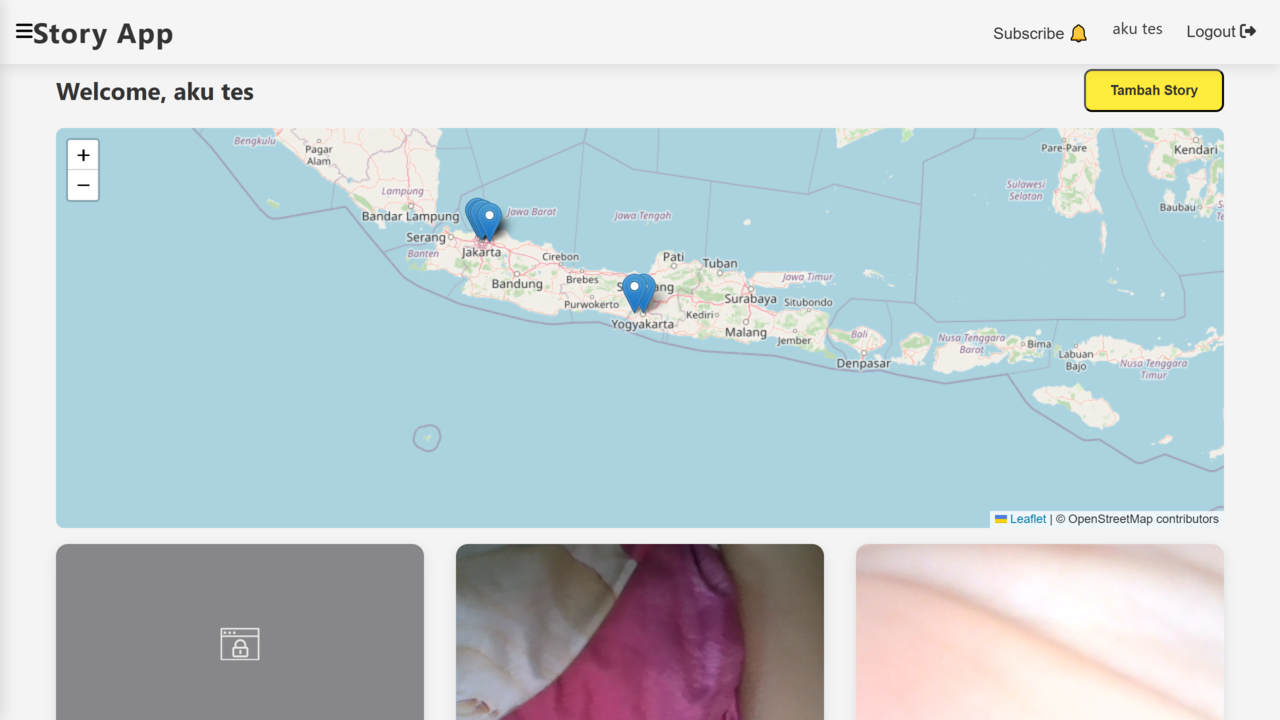 Story App
Subscribe
aku tes
Logout
Welcome, aku tes
Tambah Story
+
−
Bengkulu
Pagar
Alam
Lampung
Bandar Lampung
Serang
Banten
Jakarta
Jawa Barat
Bandung
Cirebon
Brebes
Purwokerto
Jawa Tengah
Pati
Tuban
Yogyakarta
Kediri
Surabaya
Malang
Jawa Timur
Situbondo
Jember
Bali
Denpasar
Nusa Tenggara
Barat
Bima
Labuan
Bajo
Nusa Tenggara
Timur
Pare-Pare
Sulawesi
Selatan
Kendari
Baubau
Leaflet | © OpenStreetMap contributors